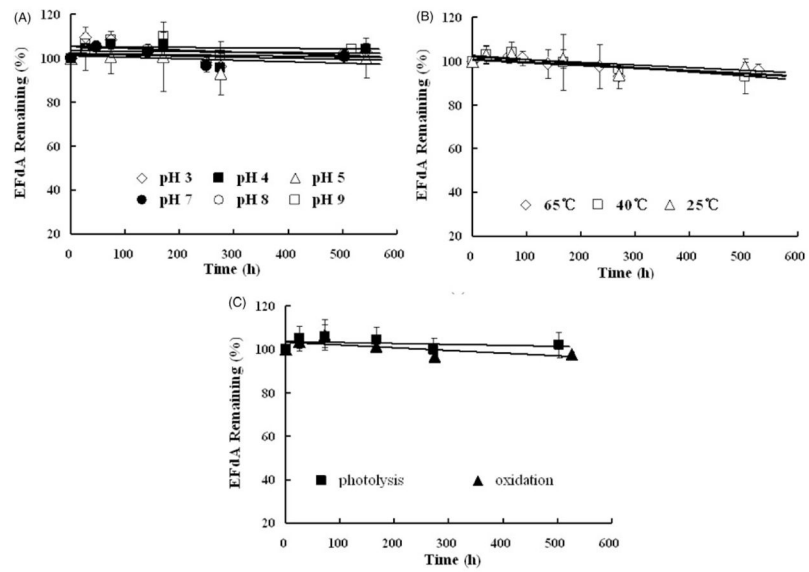 (A)
EFdA Remaining (%)
120
100
80
60
40
20
◇ pH 3 ■ pH 4 △ pH 5
● pH 7 ○ pH 8 □ pH 9
0 100 200 300 400 500 600
Time (h)
(B)
EFdA Remaining (%)
120
100
80
60
40
20
◇ 65℃ □ 40℃ △ 25℃
0 100 200 300 400 500 600
Time (h)
(C)
EFdA Remaining (%)
120
100
80
60
40
20
■ photolysis ▲ oxidation
0 100 200 300 400 500 600
Time (h)